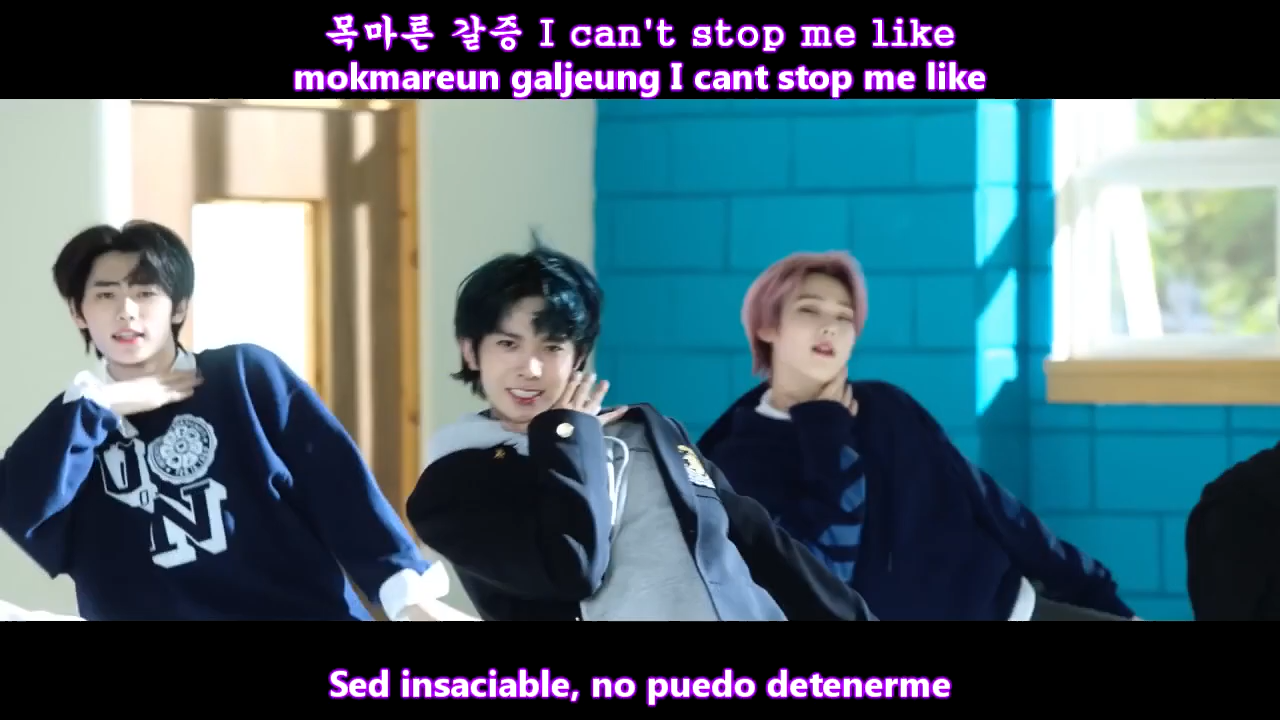 목마른 갈증 I can't stop me like
mokmareun galjeung I cant stop me like
N
Sed insaciable, no puedo detenerme